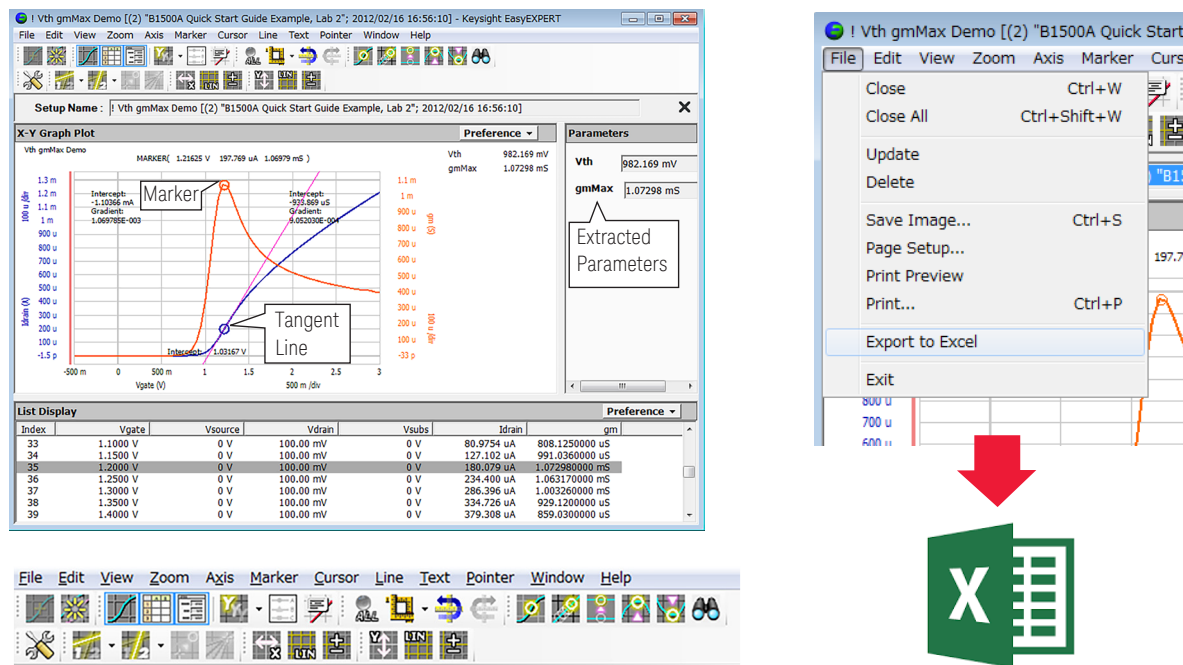 ! Vth gmMax Demo [(2) "B1500A Quick Start Guide Example, Lab 2"; 2012/02/16 16:56:10] - Keysight EasyEXPERT
File Edit View Zoom Axis Marker Cursor Line Text Pointer Window Help
Setup Name : ! Vth gmMax Demo [(2) "B1500A Quick Start Guide Example, Lab 2"; 2012/02/16 16:56:10]
X-Y Graph Plot Preference
Vth gmMax Demo
MARKER( 1.21625 V 197.769 uA 1.06979 mS )
Vth 982.169 mV
gmMax 1.07298 mS
1.3 m
1.2 m
1.1 m
1 m
900 u
800 u
700 u
600 u
500 u
400 u
300 u
200 u
100 u
-1.5 p
100 u /div
Idrain (A)
Intercept:
-1.10366 mA
Gradient:
1.069785E-003
Marker
Intercept:
-933.869 uS
Gradient:
9.052030E-004
Tangent
Line
Intercept: 1.03167 V
1.1 m
1 m
900 u
800 u
700 u
600 u
500 u
400 u
300 u
200 u
100 u
-33 p
gm (S)
100 u /div
-500 m 0 500 m 1 1.5 2 2.5 3
Vgate (V) 500 m /div
Parameters
Vth 982.169 mV
gmMax 1.07298 mS
Extracted
Parameters
List Display Preference
Index Vgate Vsource Vdrain Vsubs Idrain gm
33 1.1000 V 0 V 100.00 mV 0 V 80.9754 uA 808.1250000 uS
34 1.1500 V 0 V 100.00 mV 0 V 127.102 uA 991.0360000 uS
35 1.2000 V 0 V 100.00 mV 0 V 180.079 uA 1.072980000 mS
36 1.2500 V 0 V 100.00 mV 0 V 234.400 uA 1.063170000 mS
37 1.3000 V 0 V 100.00 mV 0 V 286.396 uA 1.003260000 mS
38 1.3500 V 0 V 100.00 mV 0 V 334.726 uA 929.1200000 uS
39 1.4000 V 0 V 100.00 mV 0 V 379.308 uA 859.0300000 uS
File Edit View Zoom Axis Marker Cursor Line Text Pointer Window Help
ALL
LIN
LIN
! Vth gmMax Demo [(2) "B1500A Quick Start
File Edit View Zoom Axis Marker Curs
Close Ctrl+W
Close All Ctrl+Shift+W
Update
Delete
Save Image... Ctrl+S
Page Setup...
Print Preview
Print... Ctrl+P
Export to Excel
Exit
"B1
197.7
800 u
700 u
600 u
X